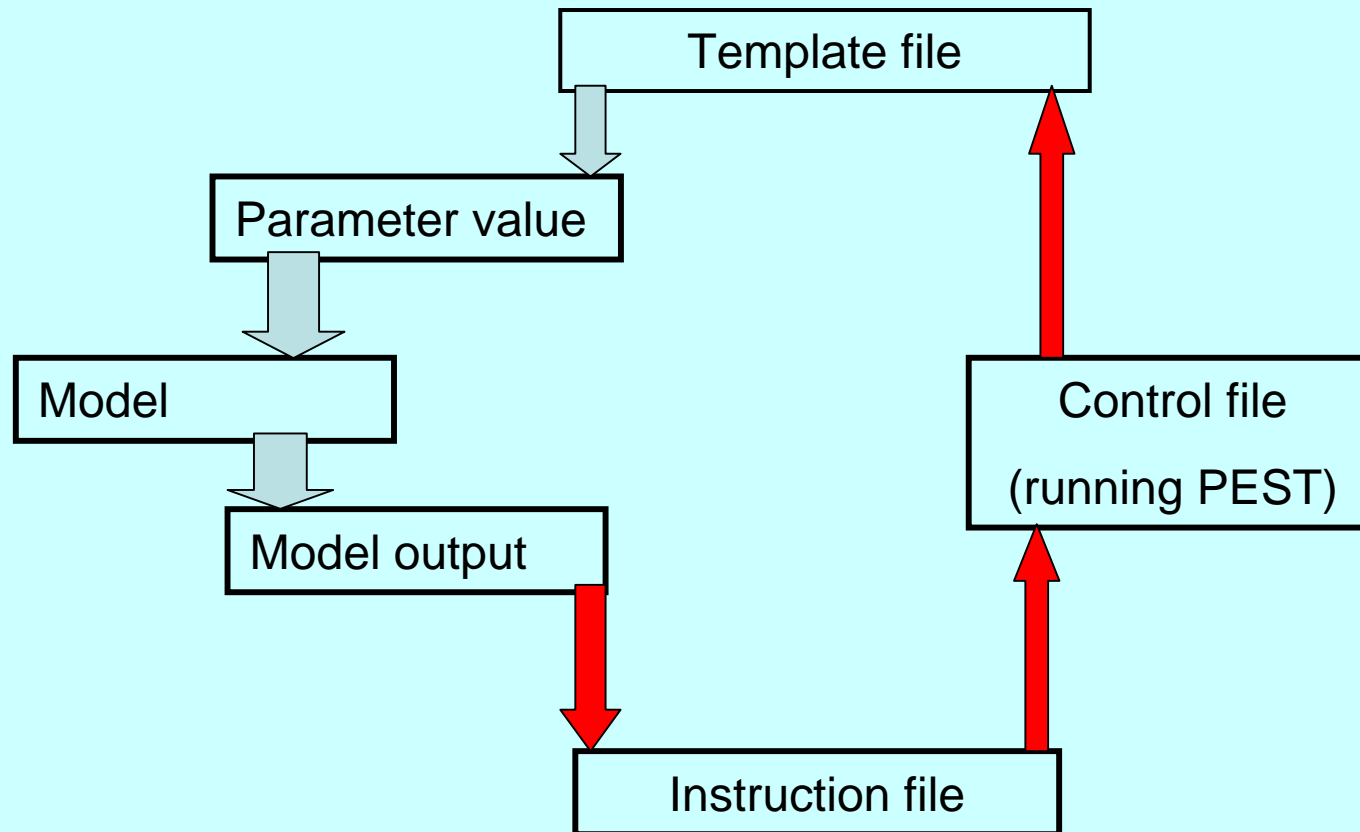 Template file
Parameter value
Model
Control file
(running PEST)
Model output
Instruction file